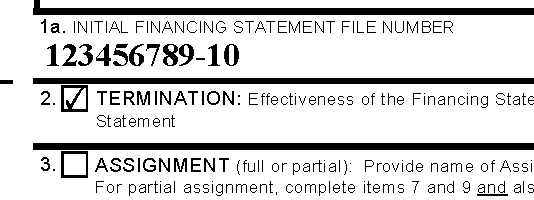 1a. INITIAL FINANCING STATEMENT FILE NUMBER
123456789-10
2. ☑ TERMINATION: Effectiveness of the Financing State
Statement
3. ☐ ASSIGNMENT (full or partial): Provide name of Assi
For partial assignment, complete items 7 and 9 and als